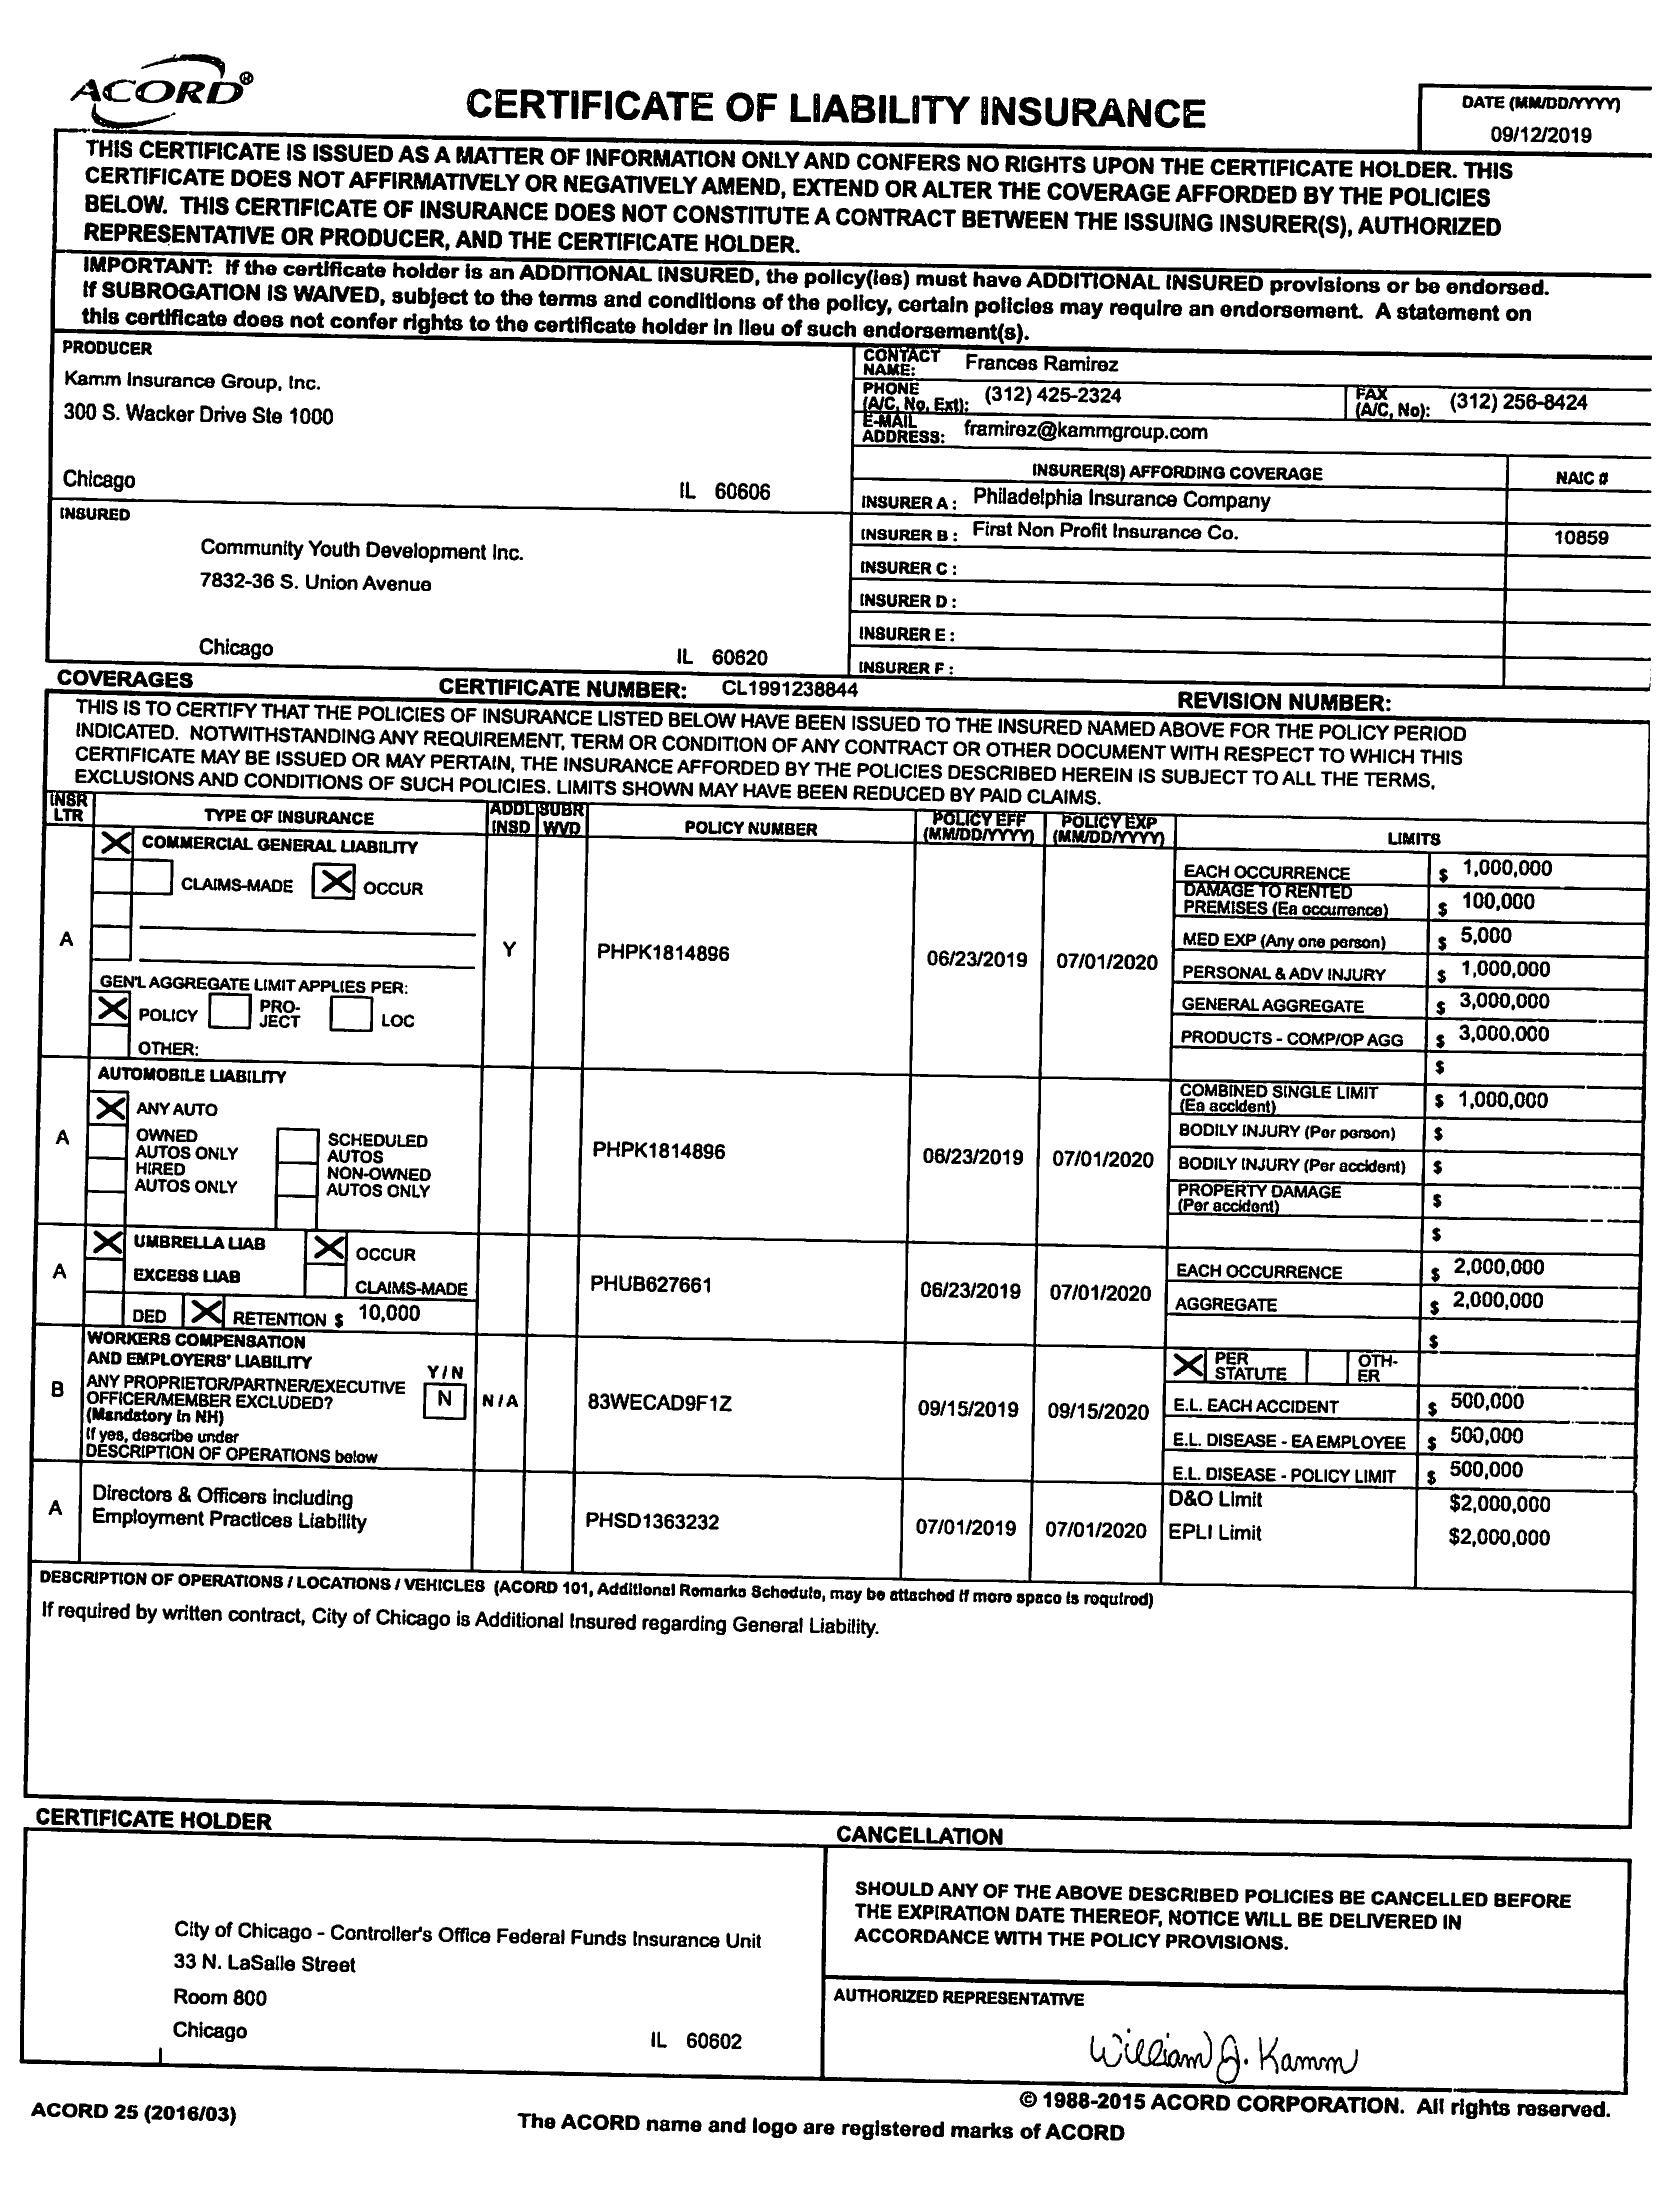 ACORD®
CERTIFICATE OF LIABILITY INSURANCE
DATE (MM/DD/YYYY)
09/12/2019
THIS CERTIFICATE IS ISSUED AS A MATTER OF INFORMATION ONLY AND CONFERS NO RIGHTS UPON THE CERTIFICATE HOLDER. THIS
CERTIFICATE DOES NOT AFFIRMATIVELY OR NEGATIVELY AMEND, EXTEND OR ALTER THE COVERAGE AFFORDED BY THE POLICIES
BELOW. THIS CERTIFICATE OF INSURANCE DOES NOT CONSTITUTE A CONTRACT BETWEEN THE ISSUING INSURER(S), AUTHORIZED
REPRESENTATIVE OR PRODUCER, AND THE CERTIFICATE HOLDER.
IMPORTANT: If the certificate holder is an ADDITIONAL INSURED, the policy(ies) must have ADDITIONAL INSURED provisions or be endorsed.
If SUBROGATION IS WAIVED, subject to the terms and conditions of the policy, certain policies may require an endorsement. A statement on
this certificate does not confer rights to the certificate holder in lieu of such endorsement(s).
PRODUCER
Kamm Insurance Group, Inc.
300 S. Wacker Drive Ste 1000
Chicago IL 60606
CONTACT NAME: Frances Ramirez
PHONE (A/C, No, Ext): (312) 425-2324
FAX (A/C, No): (312) 256-8424
E-MAIL ADDRESS: framirez@kammgroup.com
INSURER(S) AFFORDING COVERAGE NAIC #
INSURER A : Philadelphia Insurance Company
INSURED
Community Youth Development Inc.
7832-36 S. Union Avenue
Chicago IL 60620
INSURER B : First Non Profit Insurance Co. 10859
INSURER C :
INSURER D :
INSURER E :
INSURER F :
COVERAGES CERTIFICATE NUMBER: CL1991238844 REVISION NUMBER:
THIS IS TO CERTIFY THAT THE POLICIES OF INSURANCE LISTED BELOW HAVE BEEN ISSUED TO THE INSURED NAMED ABOVE FOR THE POLICY PERIOD
INDICATED. NOTWITHSTANDING ANY REQUIREMENT, TERM OR CONDITION OF ANY CONTRACT OR OTHER DOCUMENT WITH RESPECT TO WHICH THIS
CERTIFICATE MAY BE ISSUED OR MAY PERTAIN, THE INSURANCE AFFORDED BY THE POLICIES DESCRIBED HEREIN IS SUBJECT TO ALL THE TERMS,
EXCLUSIONS AND CONDITIONS OF SUCH POLICIES. LIMITS SHOWN MAY HAVE BEEN REDUCED BY PAID CLAIMS.
INSR LTR TYPE OF INSURANCE ADDL INSD SUBR WVD POLICY NUMBER POLICY EFF (MM/DD/YYYY) POLICY EXP (MM/DD/YYYY) LIMITS
A
X COMMERCIAL GENERAL LIABILITY
CLAIMS-MADE X OCCUR
GEN'L AGGREGATE LIMIT APPLIES PER:
X POLICY PRO-JECT LOC
OTHER:
Y PHPK1814896 06/23/2019 07/01/2020
EACH OCCURRENCE $ 1,000,000
DAMAGE TO RENTED PREMISES (Ea occurrence) $ 100,000
MED EXP (Any one person) $ 5,000
PERSONAL & ADV INJURY $ 1,000,000
GENERAL AGGREGATE $ 3,000,000
PRODUCTS - COMP/OP AGG $ 3,000,000
$
A
AUTOMOBILE LIABILITY
X ANY AUTO
OWNED AUTOS ONLY SCHEDULED AUTOS
HIRED AUTOS ONLY NON-OWNED AUTOS ONLY
PHPK1814896 06/23/2019 07/01/2020
COMBINED SINGLE LIMIT (Ea accident) $ 1,000,000
BODILY INJURY (Per person) $
BODILY INJURY (Per accident) $
PROPERTY DAMAGE (Per accident) $
$
A
X UMBRELLA LIAB X OCCUR
EXCESS LIAB CLAIMS-MADE
DED X RETENTION $ 10,000
PHUB627661 06/23/2019 07/01/2020
EACH OCCURRENCE $ 2,000,000
AGGREGATE $ 2,000,000
$
B
WORKERS COMPENSATION
AND EMPLOYERS' LIABILITY Y / N
ANY PROPRIETOR/PARTNER/EXECUTIVE
OFFICER/MEMBER EXCLUDED? N N / A
(Mandatory in NH)
If yes, describe under
DESCRIPTION OF OPERATIONS below
83WECAD9F1Z 09/15/2019 09/15/2020
X PER STATUTE OTH-ER
E.L. EACH ACCIDENT $ 500,000
E.L. DISEASE - EA EMPLOYEE $ 500,000
E.L. DISEASE - POLICY LIMIT $ 500,000
A
Directors & Officers including
Employment Practices Liability
PHSD1363232 07/01/2019 07/01/2020
D&O Limit $2,000,000
EPLI Limit $2,000,000
DESCRIPTION OF OPERATIONS / LOCATIONS / VEHICLES (ACORD 101, Additional Remarks Schedule, may be attached if more space is required)
If required by written contract, City of Chicago is Additional Insured regarding General Liability.
CERTIFICATE HOLDER
City of Chicago - Controller's Office Federal Funds Insurance Unit
33 N. LaSalle Street
Room 800
Chicago IL 60602
CANCELLATION
SHOULD ANY OF THE ABOVE DESCRIBED POLICIES BE CANCELLED BEFORE
THE EXPIRATION DATE THEREOF, NOTICE WILL BE DELIVERED IN
ACCORDANCE WITH THE POLICY PROVISIONS.
AUTHORIZED REPRESENTATIVE
William J. Kamm
© 1988-2015 ACORD CORPORATION. All rights reserved.
ACORD 25 (2016/03)
The ACORD name and logo are registered marks of ACORD